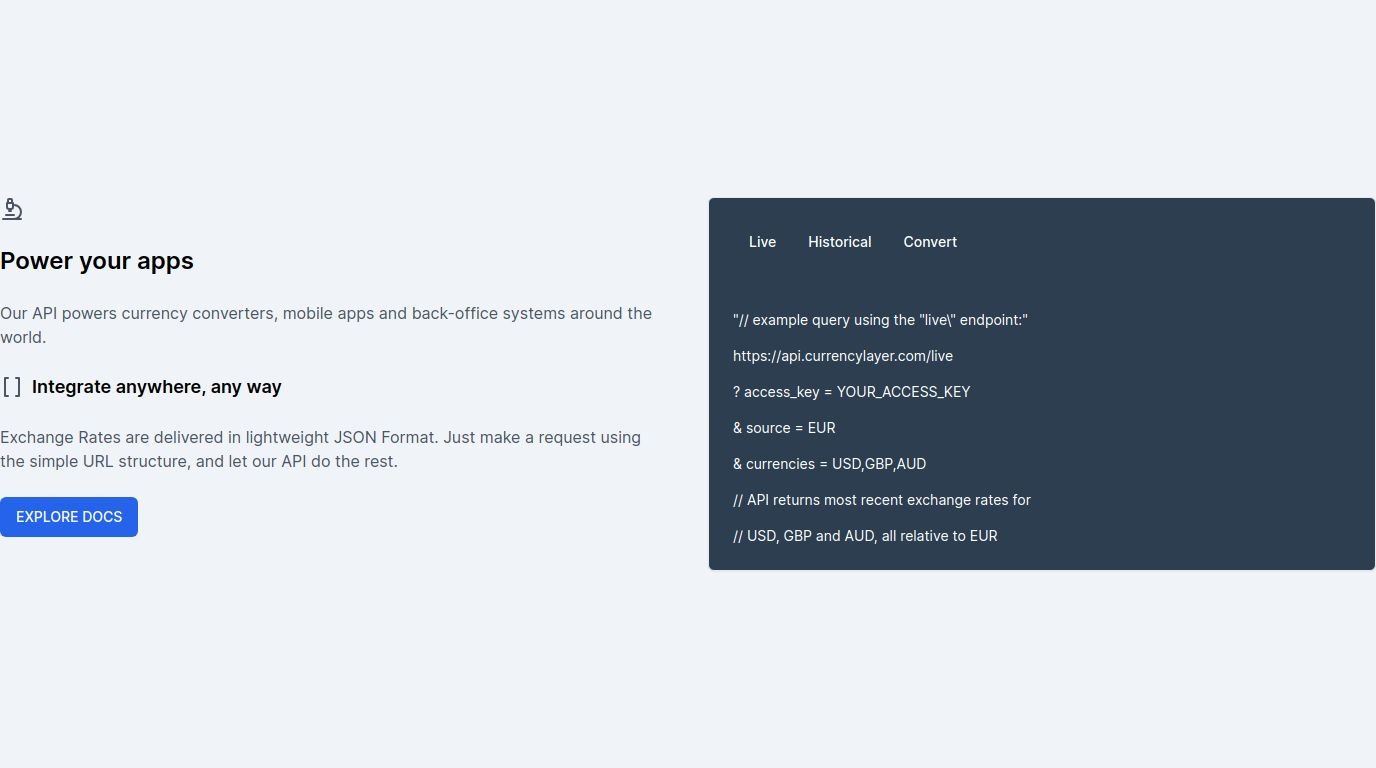 Power your apps
Our API powers currency converters, mobile apps and back-office systems around the
world.
Integrate anywhere, any way
Exchange Rates are delivered in lightweight JSON Format. Just make a request using
the simple URL structure, and let our API do the rest.
EXPLORE DOCS
Live Historical Convert
"// example query using the "live\" endpoint:"
https://api.currencylayer.com/live
? access_key = YOUR_ACCESS_KEY
& source = EUR
& currencies = USD,GBP,AUD
// API returns most recent exchange rates for
// USD, GBP and AUD, all relative to EUR